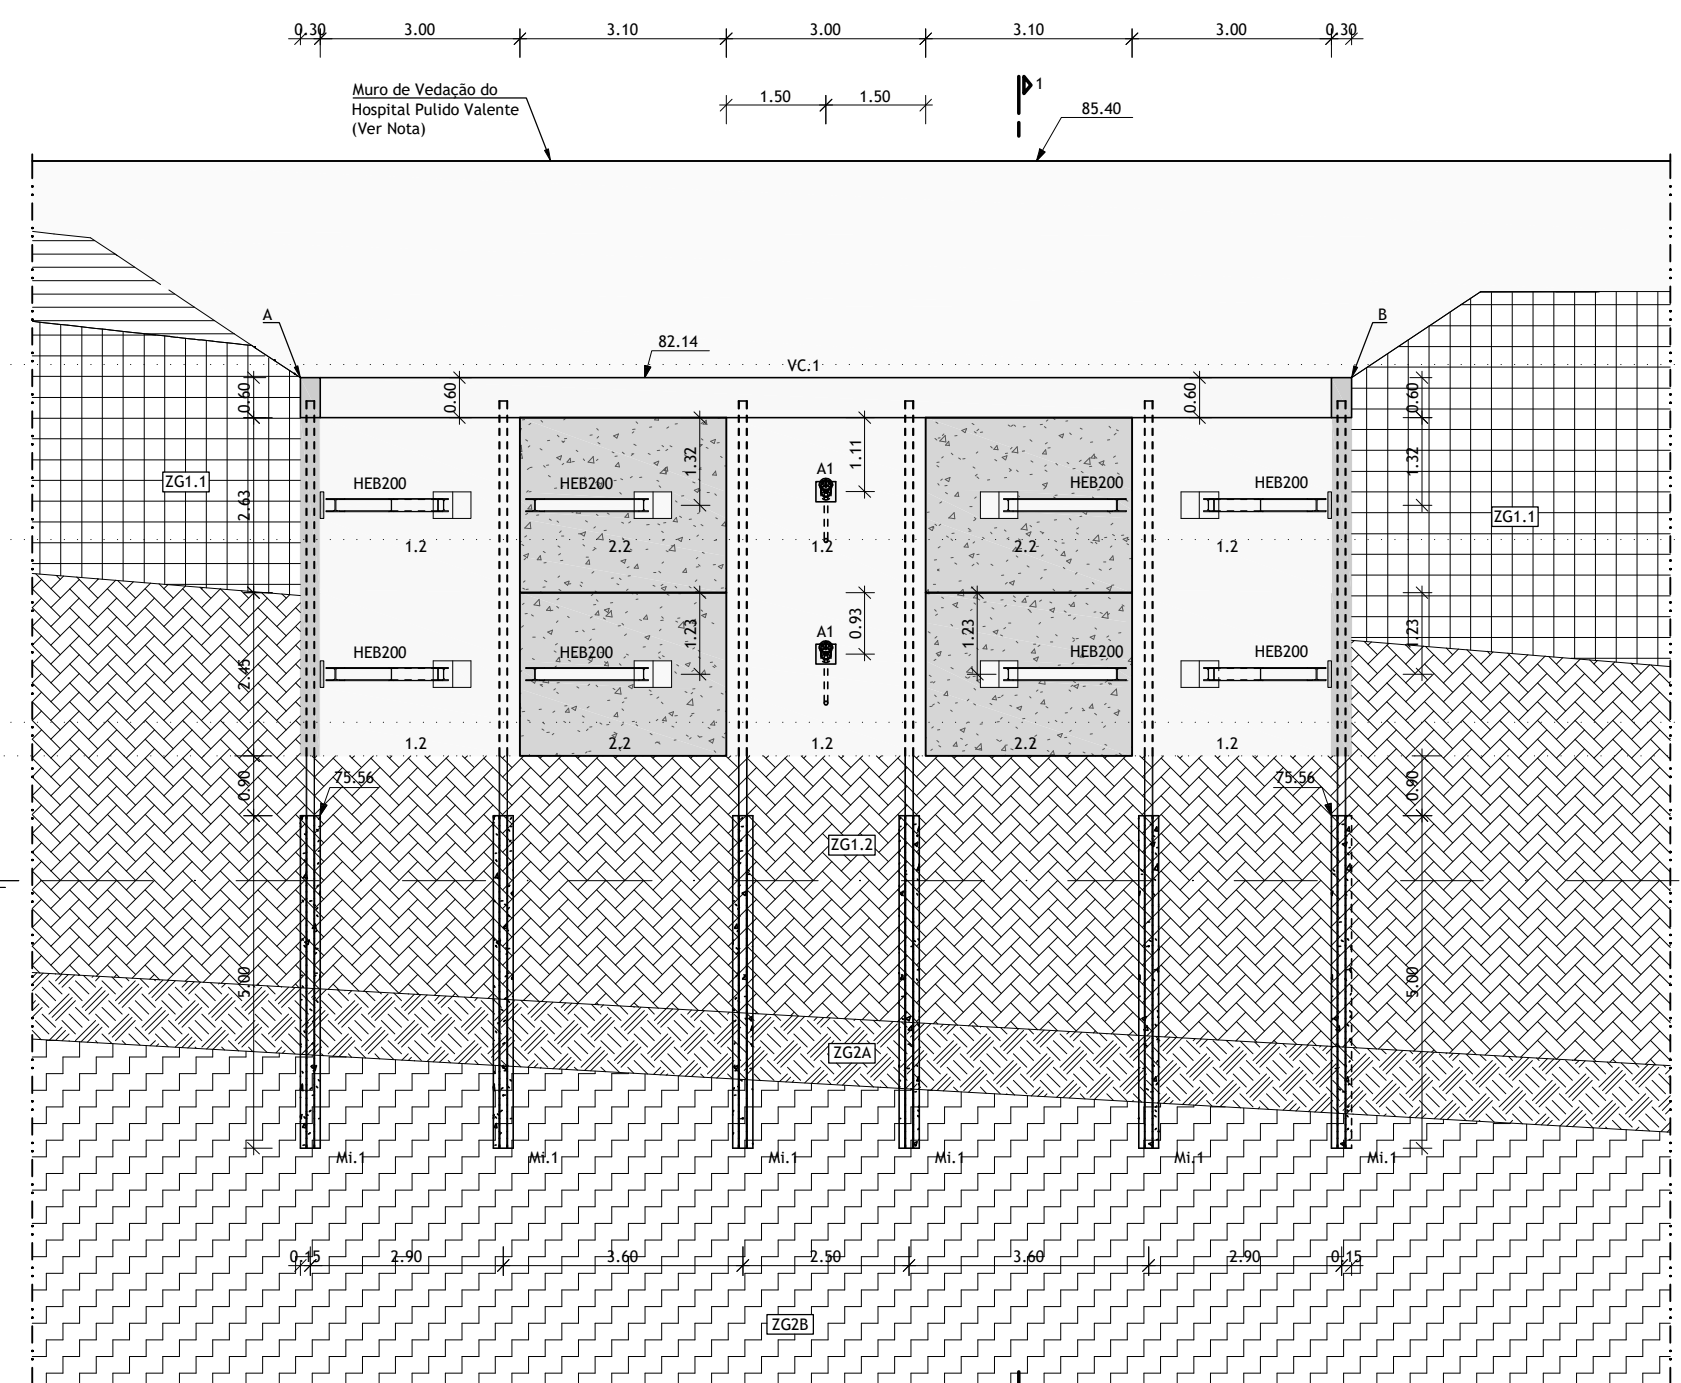 0.30 3.00 3.10 3.00 3.10 3.00 0.30
1
Muro de Vedação do
Hospital Pulido Valente
(Ver Nota)
1.50 1.50
85.40
A
B
82.14
VC.1
0.60 0.60 0.60 0.60
1.32 1.11 1.32
ZG1.1
2.63
HEB200 HEB200 A1 HEB200 HEB200
ZG1.1
1.2 2.2 1.2 2.2 1.2
1.23 0.93 1.23 1.23
2.45
HEB200 HEB200 A1 HEB200 HEB200
1.2 2.2 1.2 2.2 1.2
0.90 75.56 75.56 0.90
ZG1.2
5.00 5.00
ZG2A
Mi.1 Mi.1 Mi.1 Mi.1 Mi.1 Mi.1
0.15 2.90 3.60 2.50 3.60 2.90 0.15
ZG2B